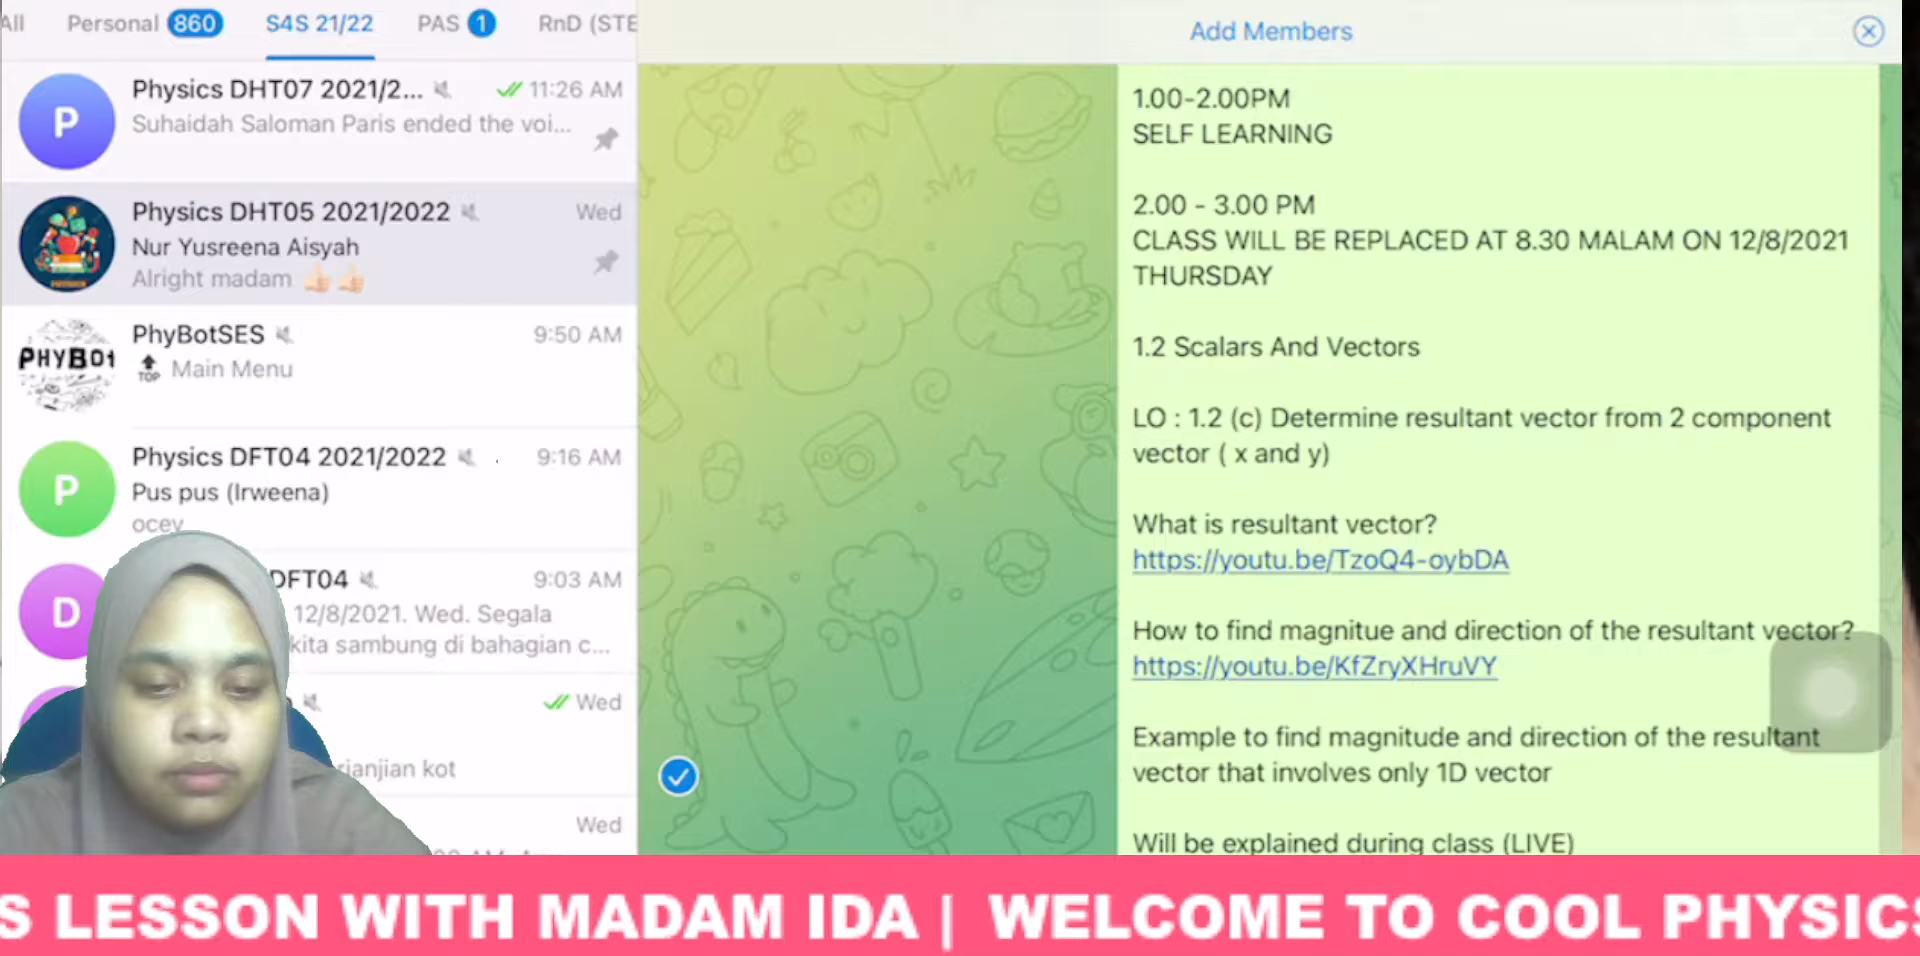 All Personal 860 S4S 21/22 PAS 1 RnD (STE
Physics DHT07 2021/2... 11:26 AM
Suhaidah Saloman Paris ended the voi...
P
Physics DHT05 2021/2022 Wed
Nur Yusreena Aisyah
Alright madam 👍🏻👍🏻
PhyBotSES 9:50 AM
PHYBOT
TOP Main Menu
Physics DFT04 2021/2022 9:16 AM
P
Pus pus (Irweena)
ocey
DFT04 9:03 AM
D
12/8/2021. Wed. Segala
kita sambung di bahagian c...
Wed
rjanjian kot
Wed
Add Members
1.00-2.00PM
SELF LEARNING
2.00 - 3.00 PM
CLASS WILL BE REPLACED AT 8.30 MALAM ON 12/8/2021
THURSDAY
1.2 Scalars And Vectors
LO : 1.2 (c) Determine resultant vector from 2 component
vector ( x and y)
What is resultant vector?
https://youtu.be/TzoQ4-oybDA
How to find magnitue and direction of the resultant vector?
https://youtu.be/KfZryXHruVY
Example to find magnitude and direction of the resultant
vector that involves only 1D vector
Will be explained during class (LIVE)
S LESSON WITH MADAM IDA | WELCOME TO COOL PHYSICS